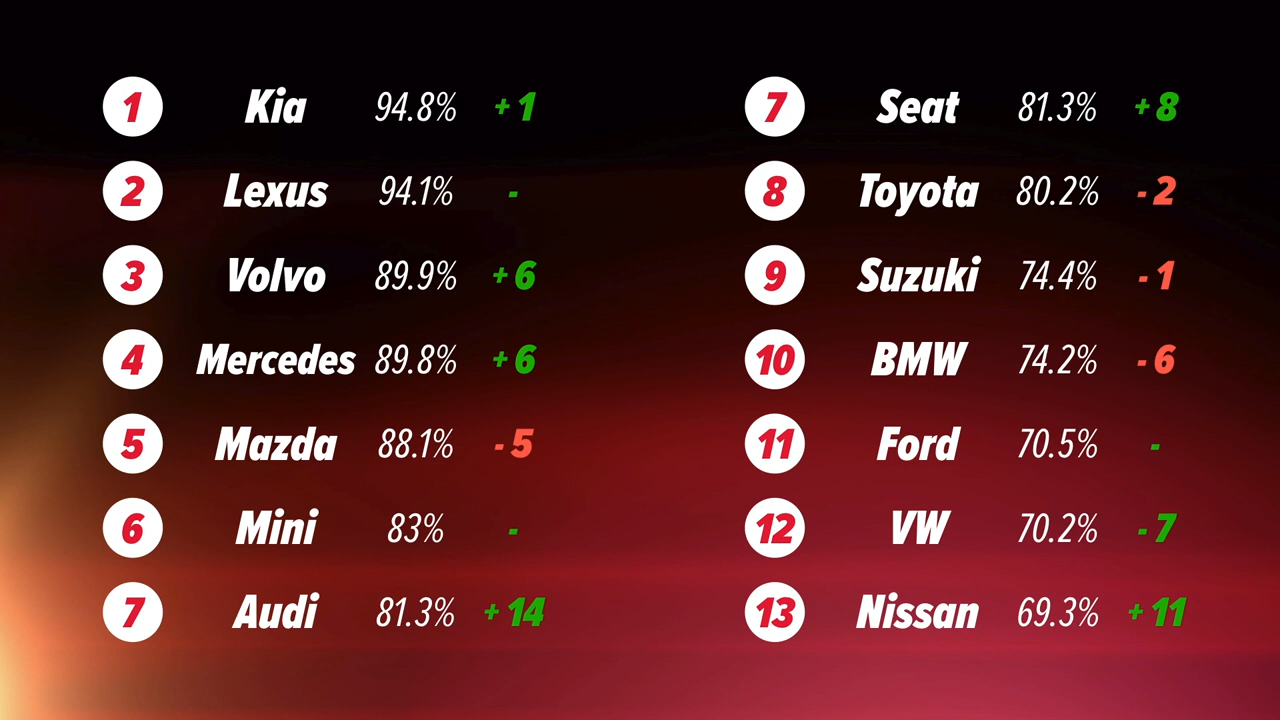 1 Kia 94.8% +1
2 Lexus 94.1% -
3 Volvo 89.9% +6
4 Mercedes 89.8% +6
5 Mazda 88.1% -5
6 Mini 83% -
7 Audi 81.3% +14
7 Seat 81.3% +8
8 Toyota 80.2% -2
9 Suzuki 74.4% -1
10 BMW 74.2% -6
11 Ford 70.5% -
12 VW 70.2% -7
13 Nissan 69.3% +11